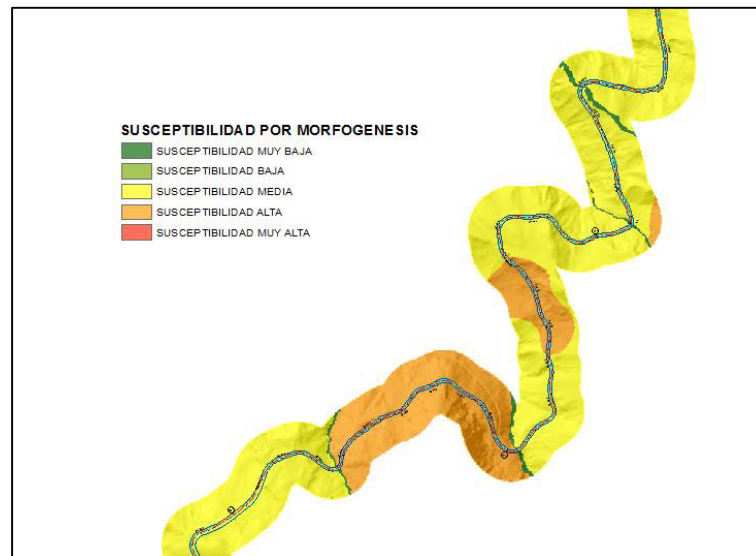 SUSCEPTIBILIDAD POR MORFOGENESIS
SUSCEPTIBILIDAD MUY BAJA
SUSCEPTIBILIDAD BAJA
SUSCEPTIBILIDAD MEDIA
SUSCEPTIBILIDAD ALTA
SUSCEPTIBILIDAD MUY ALTA